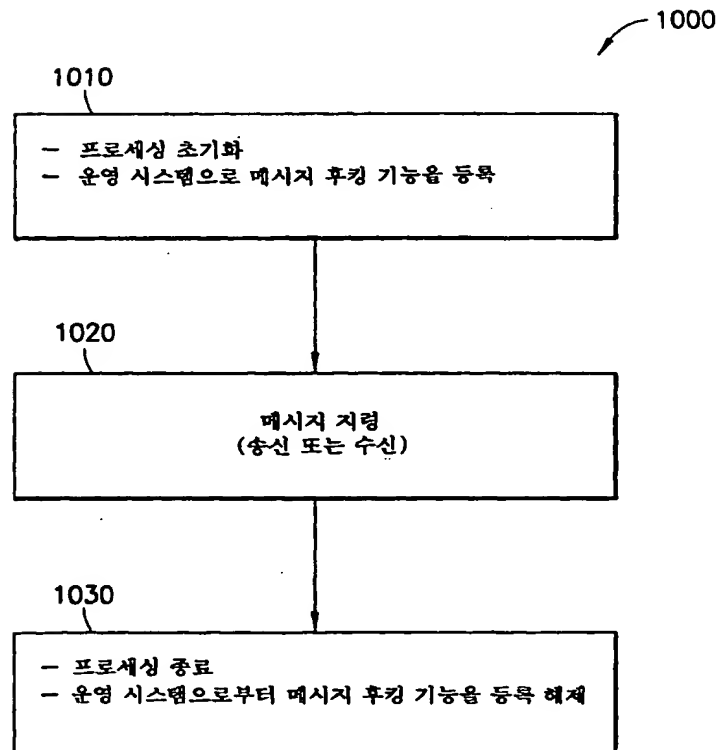 1000
1010
— 프로세싱 초기화
— 운영 시스템으로 메시지 후킹 기능을 등록
1020
메시지 지령
(송신 또는 수신)
1030
— 프로세싱 종료
— 운영 시스템으로부터 메시지 후킹 기능을 등록 해제